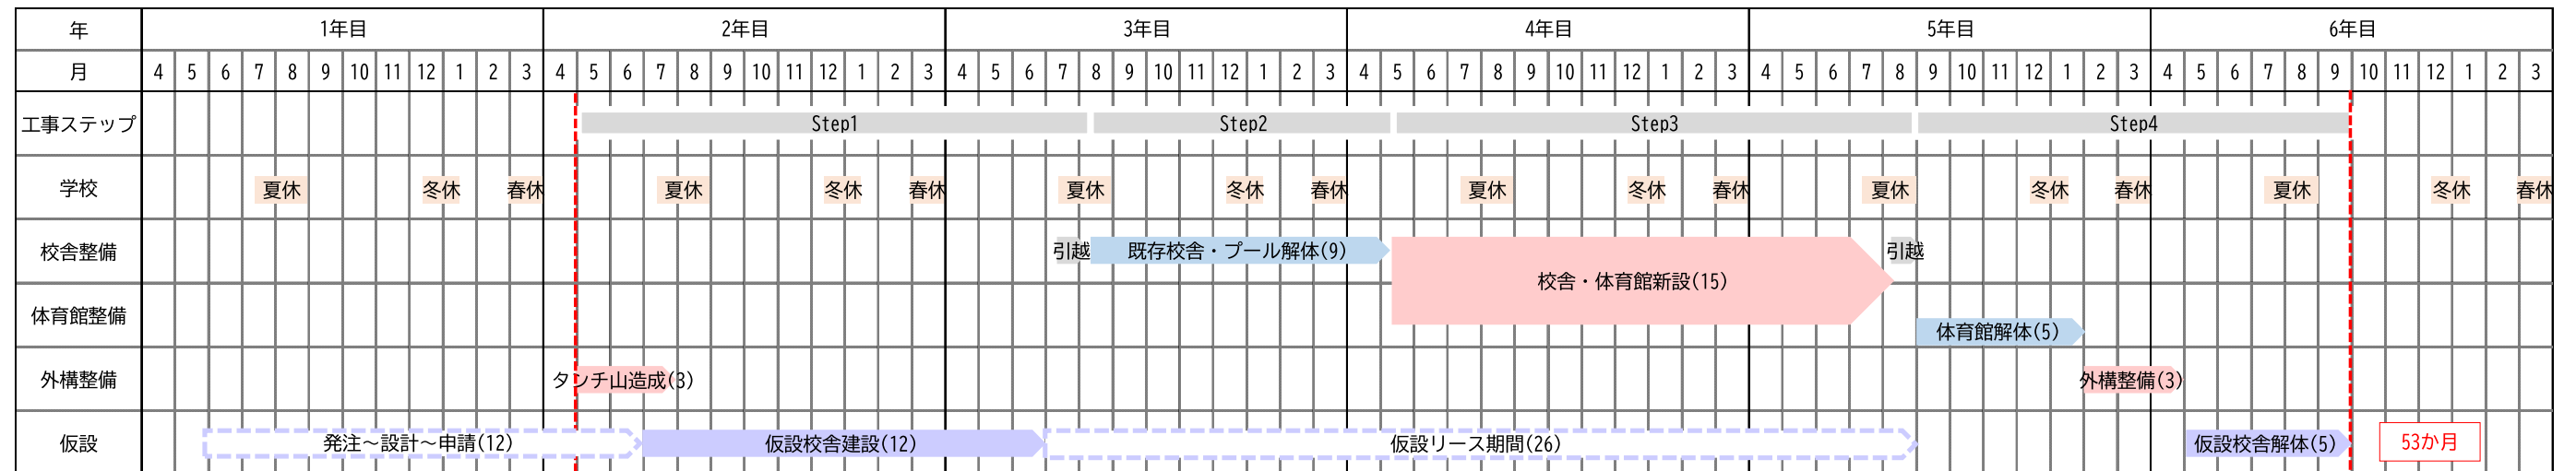 年 1年目 2年目 3年目 4年目 5年目 6年目
月 4 5 6 7 8 9 10 11 12 1 2 3 4 5 6 7 8 9 10 11 12 1 2 3 4 5 6 7 8 9 10 11 12 1 2 3 4 5 6 7 8 9 10 11 12 1 2 3 4 5 6 7 8 9 10 11 12 1 2 3 4 5 6 7 8 9 10 11 12 1 2 3
工事ステップ Step1 Step2 Step3 Step4
学校 夏休 冬休 春休 夏休 冬休 春休 夏休 冬休 春休 夏休 冬休 春休 夏休 冬休 春休 夏休 冬休 春休
校舎整備 引越 既存校舎・プール解体(9) 引越
校舎・体育館新設(15)
体育館整備 体育館解体(5)
外構整備 タンチ山造成(3) 外構整備(3)
仮設 発注～設計～申請(12) 仮設校舎建設(12) 仮設リース期間(26) 仮設校舎解体(5) 53か月